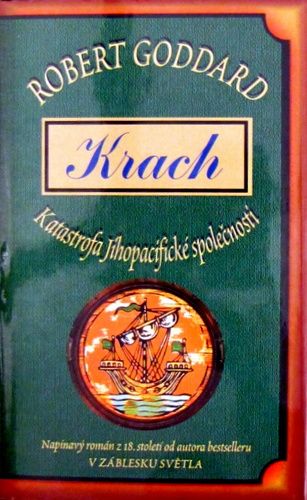 ROBERT GODDARD
Krach
Katastrofa Jihopacifické společnosti
Napínavý román z 18. století od autora bestselleru
V ZÁBLESKU SVĚTLA